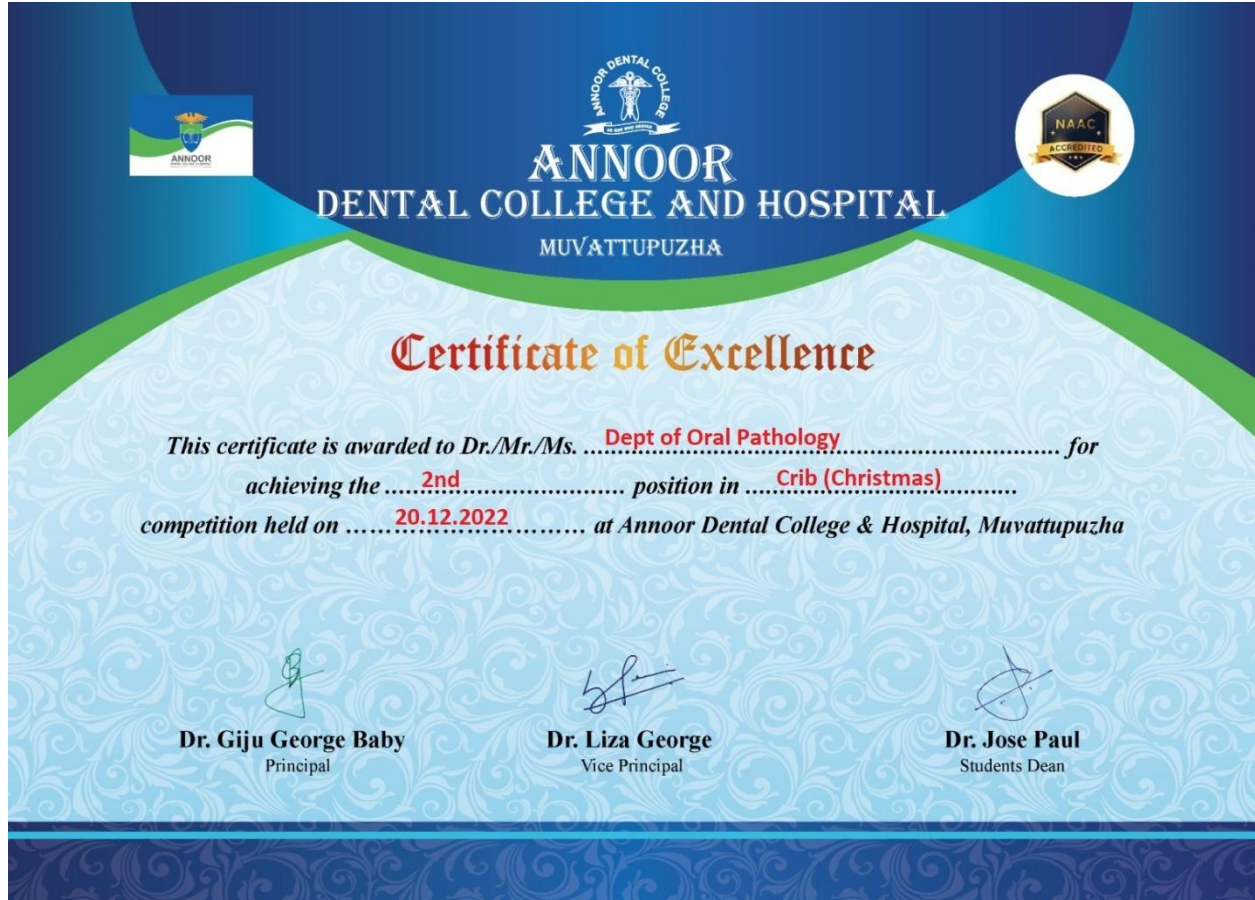 ANNOOR DENTAL COLLEGE
ANNOOR
NAAC
ACCREDITED
ANNOOR
DENTAL COLLEGE AND HOSPITAL
MUVATTUPUZHA
Certificate of Excellence
This certificate is awarded to Dr./Mr./Ms. Dept of Oral Pathology for
achieving the 2nd position in Crib (Christmas)
competition held on 20.12.2022 at Annoor Dental College & Hospital, Muvattupuzha
Dr. Giju George Baby
Principal
Dr. Liza George
Vice Principal
Dr. Jose Paul
Students Dean